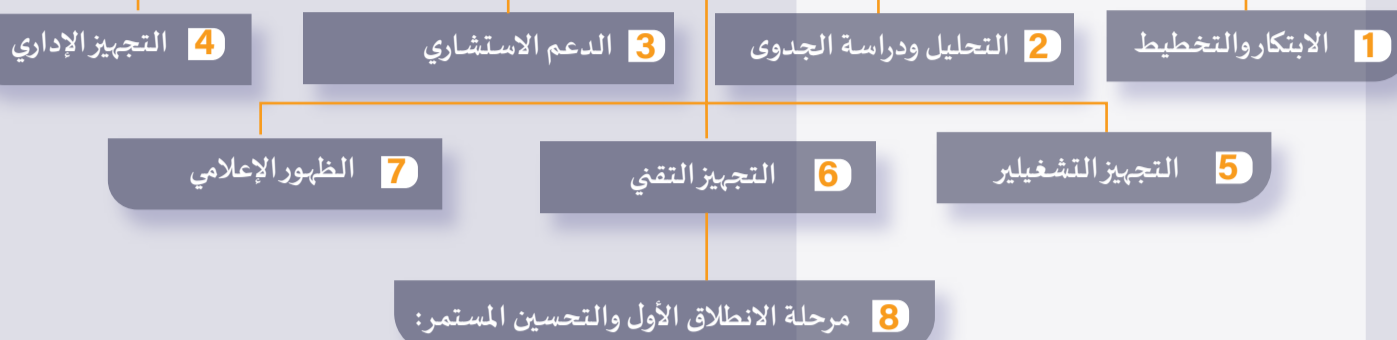 1 الابتكار والتخطيط
2 التحليل ودراسة الجدوى
3 الدعم الاستشاري
4 التجهيز الإداري
5 التجهيز التشغيلير
6 التجهيز التقني
7 الظهور الإعلامي
8 مرحلة الانطلاق الأول والتحسين المستمر: